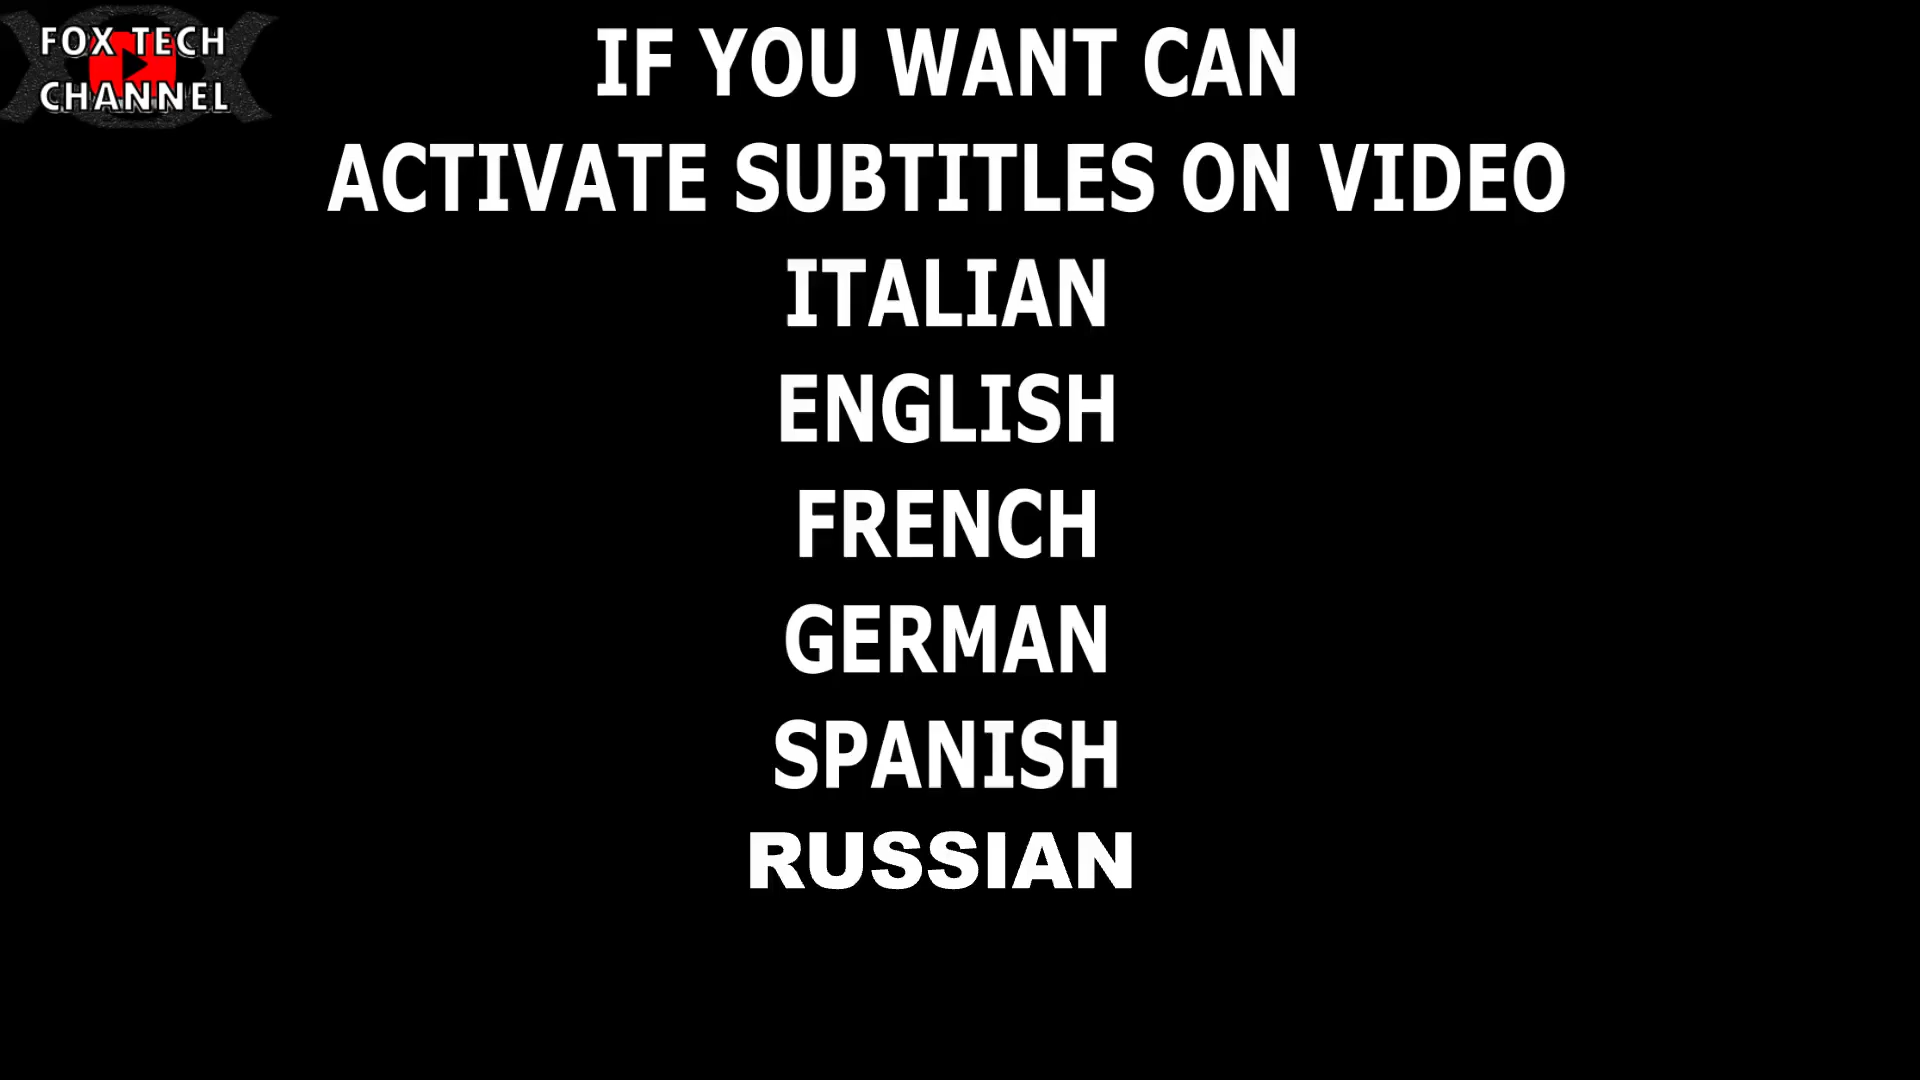 FOX TECH
CHANNEL
IF YOU WANT CAN
ACTIVATE SUBTITLES ON VIDEO
ITALIAN
ENGLISH
FRENCH
GERMAN
SPANISH
RUSSIAN